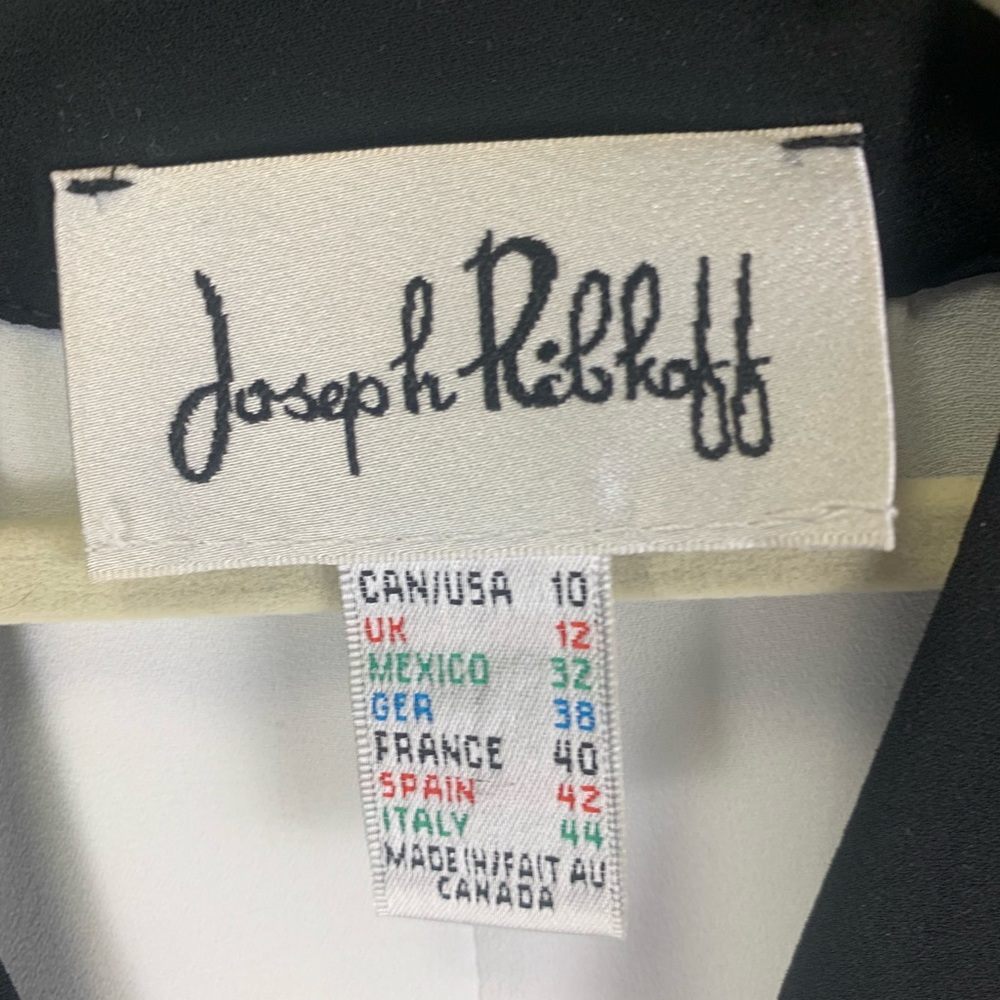 Joseph Ribkoff
CAN/USA 10
UK 12
MEXICO 32
GER 38
FRANCE 40
SPAIN 42
ITALY 44
MADE IN/FAIT AU
CANADA